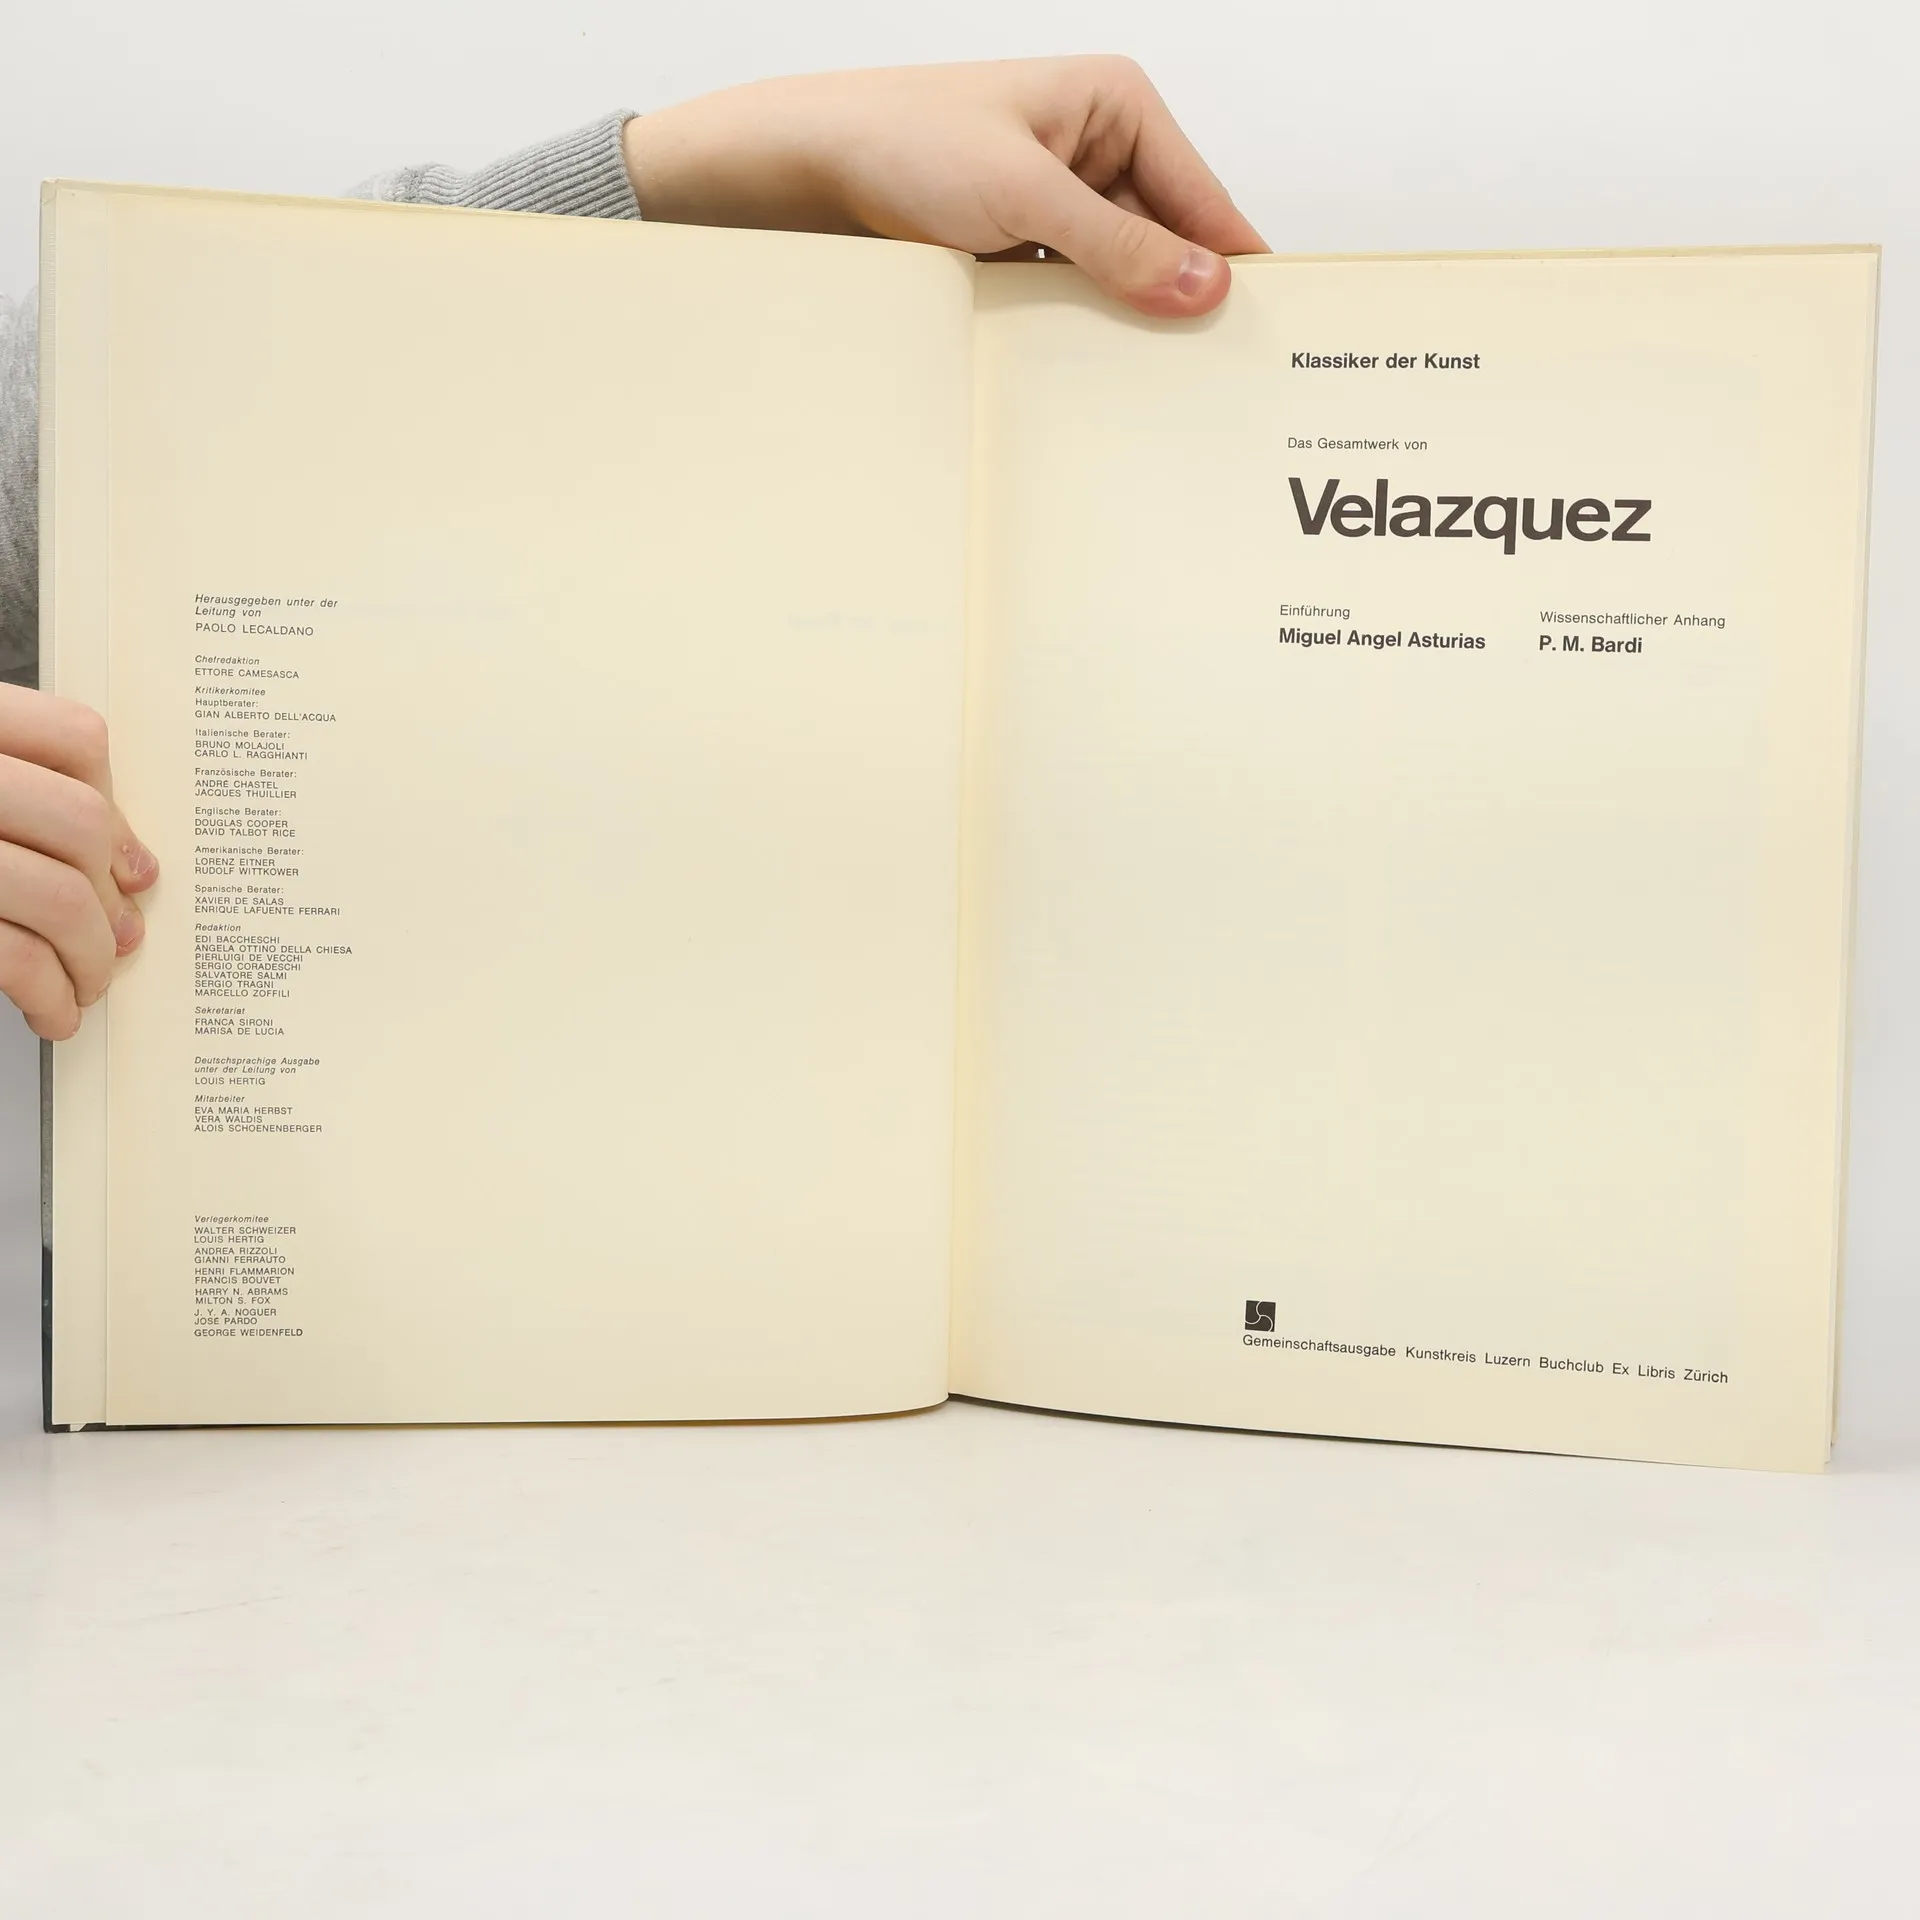 Herausgegeben unter der
Leitung von
PAOLO LECALDANO
Chefredaktion
ETTORE CAMESASCA
Kritikerkomitee
Hauptberater:
GIAN ALBERTO DELL'ACQUA
Italienische Berater:
BRUNO MOLAJOLI
CARLO L. RAGGHIANTI
Französische Berater:
ANDRÉ CHASTEL
JACQUES THUILLIER
Englische Berater:
DOUGLAS COOPER
DAVID TALBOT RICE
Amerikanische Berater:
LORENZ EITNER
RUDOLF WITTKOWER
Spanische Berater:
XAVIER DE SALAS
ENRIQUE LAFUENTE FERRARI
Redaktion
EDI BACCHESCHI
ANGELA OTTINO DELLA CHIESA
PIERLUIGI DE VECCHI
SERGIO CORADESCHI
SALVATORE SALMI
SERGIO TRAGNI
MARCELLO ZOFFILI
Sekretariat
FRANCA SIRONI
MARISA DE LUCIA
Deutschsprachige Ausgabe
unter der Leitung von
LOUIS HERTIG
Mitarbeiter
EVA MARIA HERBST
VERA WALDIS
ALOIS SCHOENENBERGER
Verlegerkomitee
WALTER SCHWEIZER
LOUIS HERTIG
ANDREA RIZZOLI
GIANNI FERRAUTO
HENRI FLAMMARION
FRANCIS BOUVET
HARRY N. ABRAMS
MILTON S. FOX
J. Y. A. NOGUER
JOSÉ PARDO
GEORGE WEIDENFELD
Klassiker der Kunst
Das Gesamtwerk von
Velazquez
Einführung
Miguel Angel Asturias
Wissenschaftlicher Anhang
P. M. Bardi
Gemeinschaftsausgabe Kunstkreis Luzern Buchclub Ex Libris Zürich